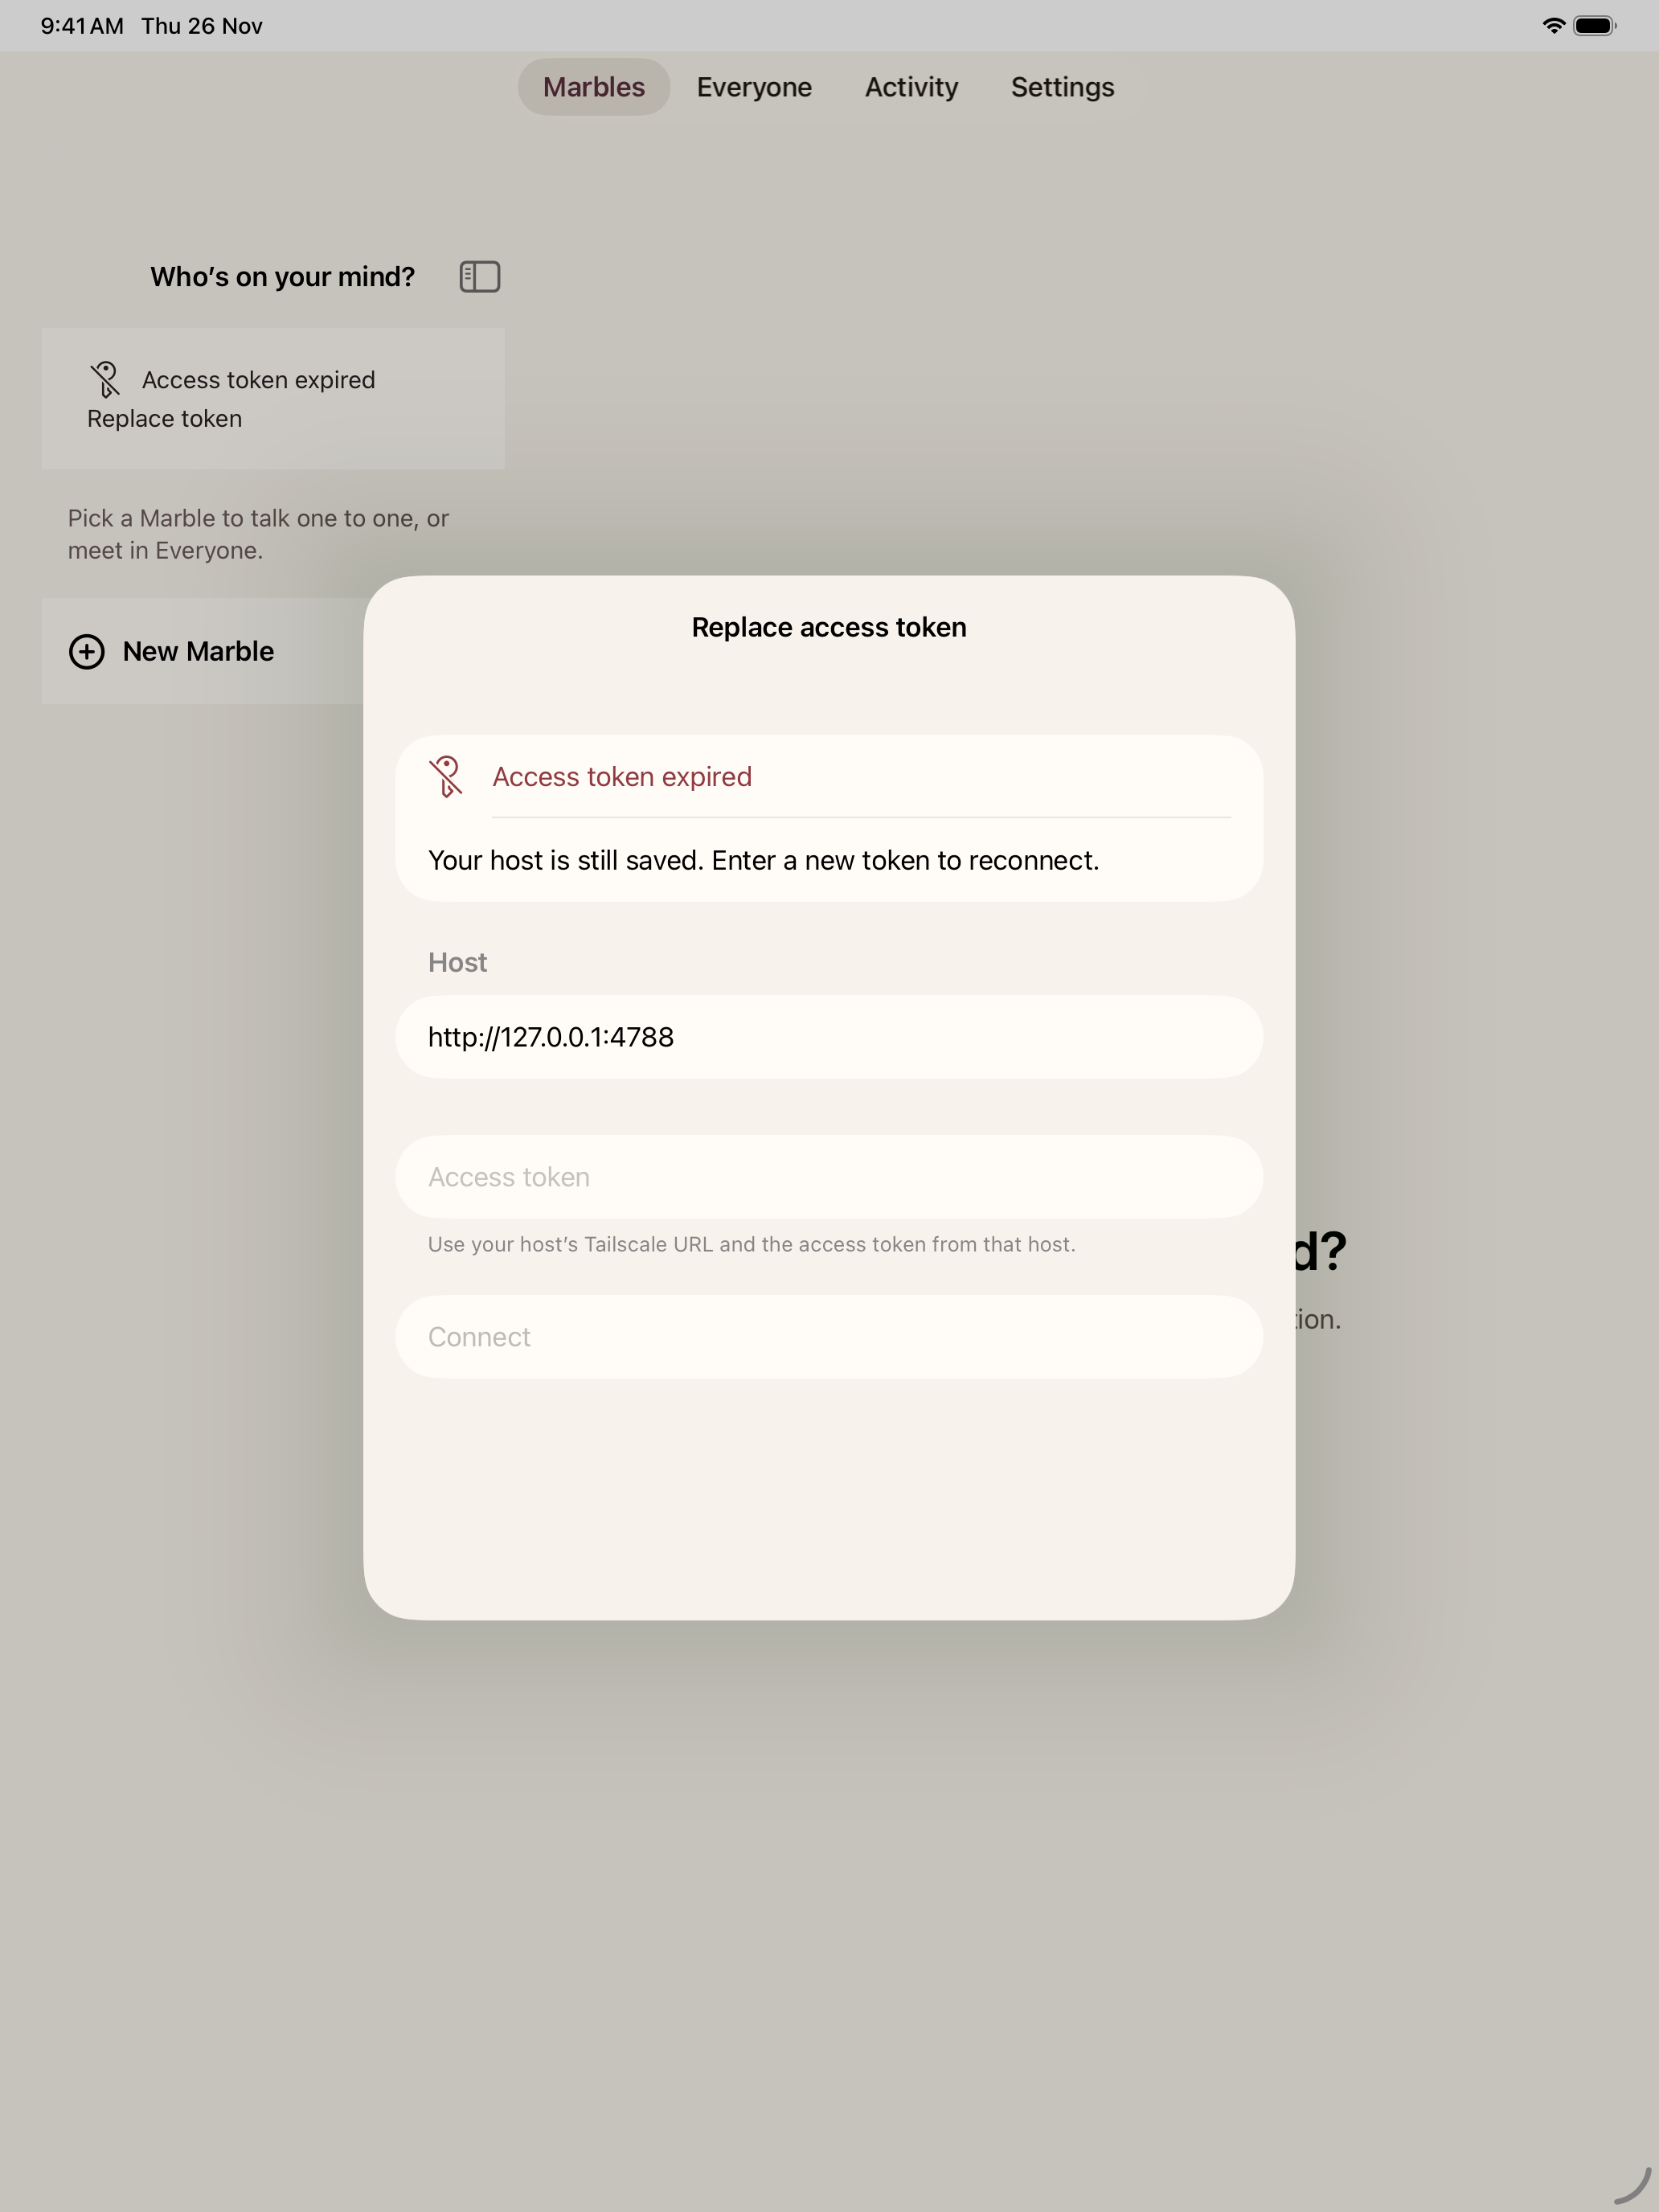 9:41 AM Thu 26 Nov
Marbles Everyone Activity Settings
Who's on your mind?
Access token expired
Replace token
Pick a Marble to talk one to one, or
meet in Everyone.
New Marble
Replace access token
Access token expired
Your host is still saved. Enter a new token to reconnect.
Host
http://127.0.0.1:4788
Access token
Use your host's Tailscale URL and the access token from that host.
Connect
d?
tion.